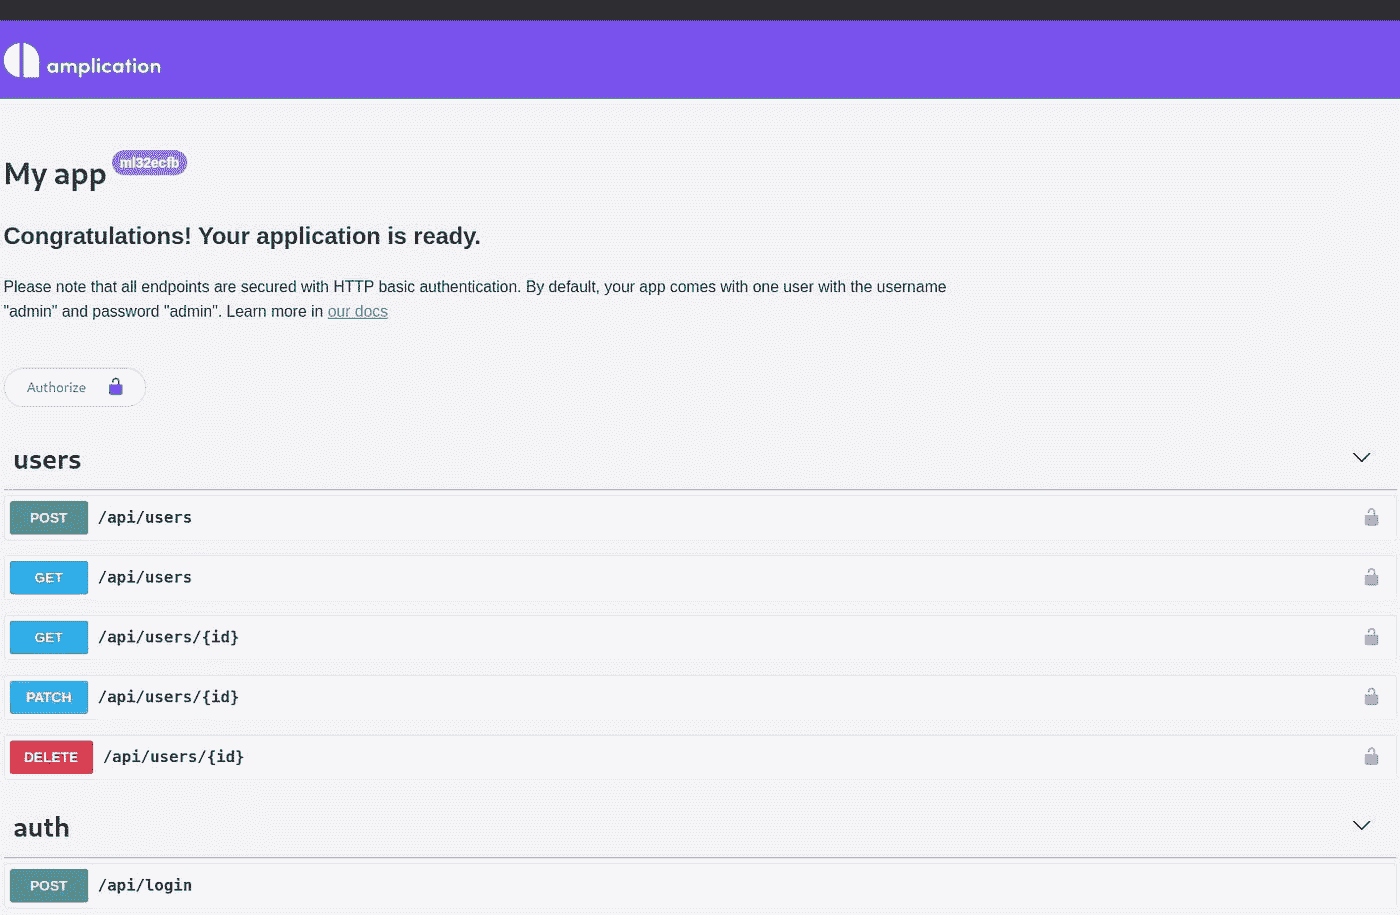 amplication
My app ml32ecfb
Congratulations! Your application is ready.
Please note that all endpoints are secured with HTTP basic authentication. By default, your app comes with one user with the username
"admin" and password "admin". Learn more in our docs
Authorize
users
POST /api/users
GET /api/users
GET /api/users/{id}
PATCH /api/users/{id}
DELETE /api/users/{id}
auth
POST /api/login